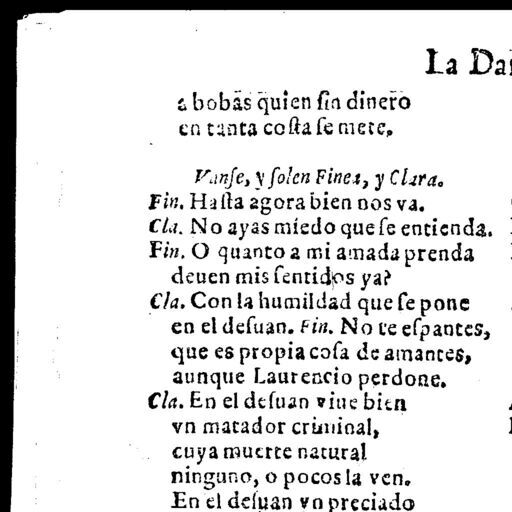 La Da
a bobas quien sin dinero
en tanta costa se mete.
Vanse, y solen Finea, y Clara.
Fin. Hasta agora bien nos va.
Cla. No ayas miedo que se entienda.
Fin. O quanto a mi amada prenda
deuen mis sentidos ya?
Cla. Con la humildad que se pone
en el desuan. Fin. No te espantes,
que es propia cosa de amantes,
aunque Laurencio perdone.
Cla. En el desuan viue bien
vn matador criminal,
cuya muerte natural
ninguno, o pocos la ven.
En el desuan vn preciado